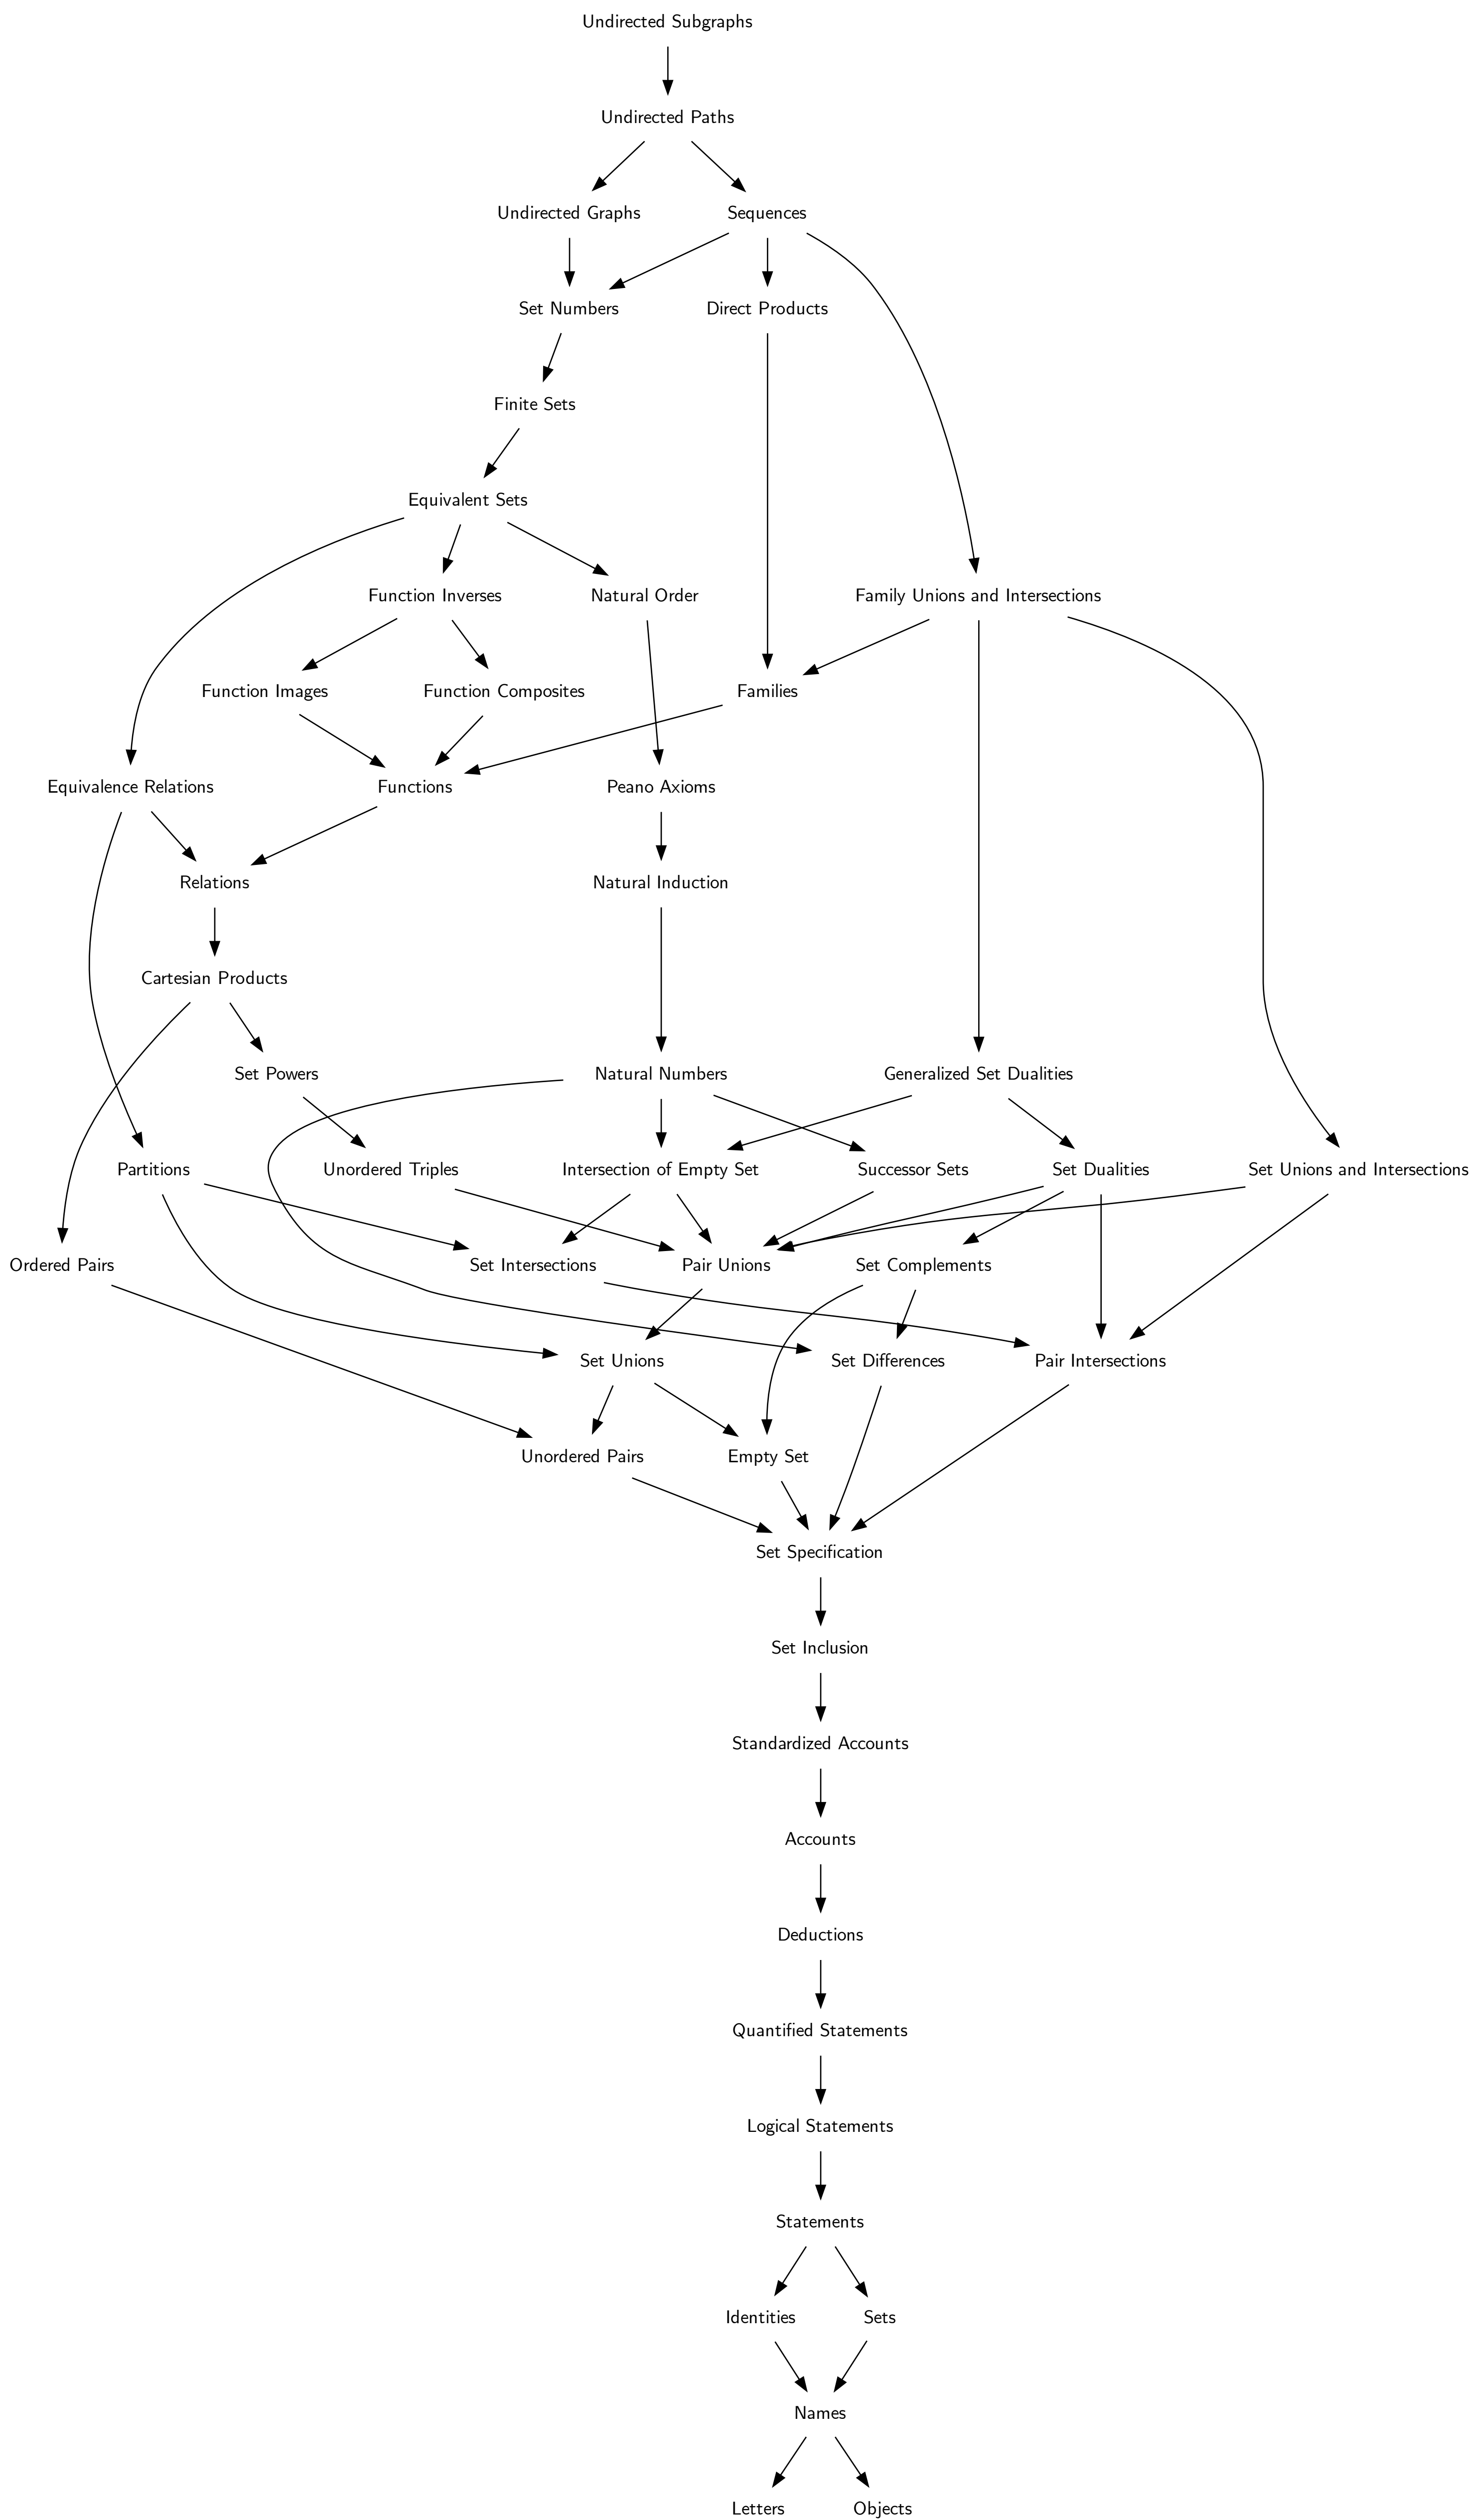 Undirected Subgraphs
Undirected Paths
Undirected Graphs
Sequences
Set Numbers
Direct Products
Finite Sets
Equivalent Sets
Function Inverses
Natural Order
Family Unions and Intersections
Function Images
Function Composites
Families
Equivalence Relations
Functions
Peano Axioms
Relations
Natural Induction
Cartesian Products
Set Powers
Natural Numbers
Generalized Set Dualities
Partitions
Unordered Triples
Intersection of Empty Set
Successor Sets
Set Dualities
Set Unions and Intersections
Ordered Pairs
Set Intersections
Pair Unions
Set Complements
Set Unions
Set Differences
Pair Intersections
Unordered Pairs
Empty Set
Set Specification
Set Inclusion
Standardized Accounts
Accounts
Deductions
Quantified Statements
Logical Statements
Statements
Identities
Sets
Names
Letters
Objects